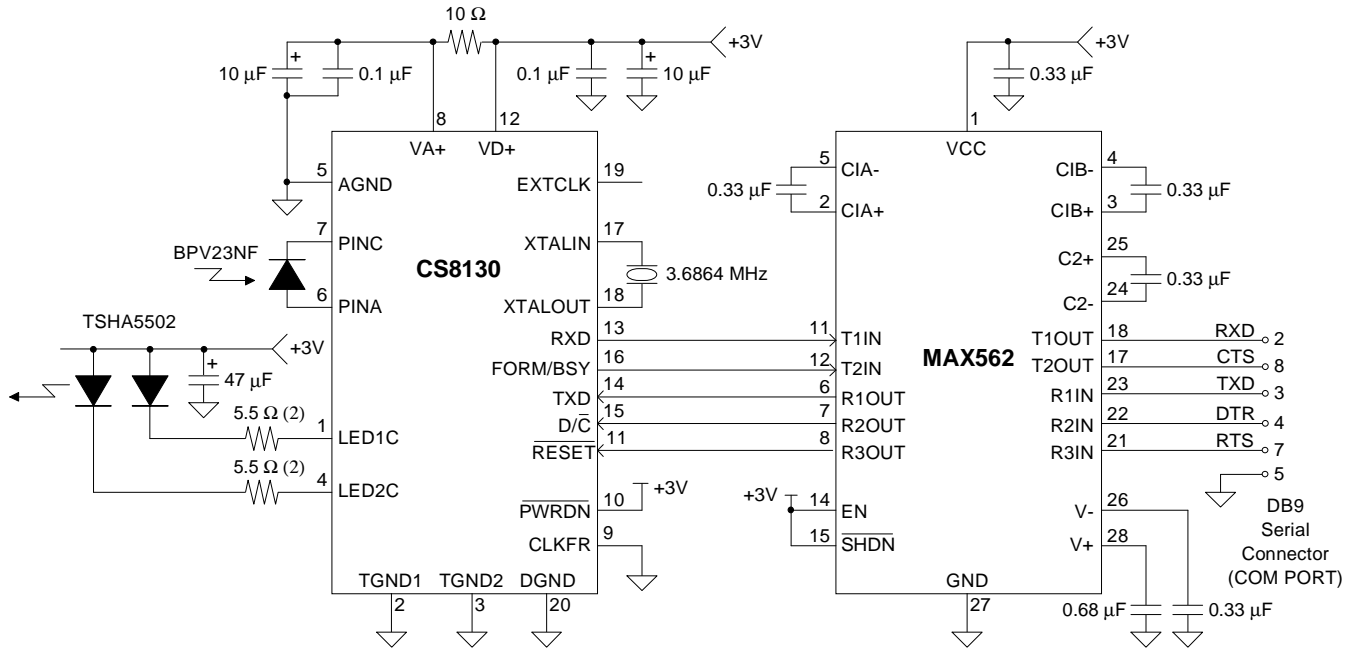 10 Ω
+3V
+3V
10 µF
+
0.1 µF
0.1 µF
+
10 µF
0.33 µF
8
12
1
VA+
VD+
VCC
5
AGND
EXTCLK
19
5
CIA-
CIB-
4
0.33 µF
0.33 µF
2
CIA+
CIB+
3
7
PINC
XTALIN
17
BPV23NF
CS8130
3.6864 MHz
C2+
25
0.33 µF
6
PINA
XTALOUT
18
C2-
24
TSHA5502
+3V
+
47 µF
RXD
13
11
T1IN
T1OUT
18
RXD
2
MAX562
FORM/BSY
16
12
T2IN
T2OUT
17
CTS
8
TXD
14
6
R1OUT
R1IN
23
TXD
3
D/C̅
15
7
R2OUT
R2IN
22
DTR
4
5.5 Ω (2)
1
LED1C
RESET
11
8
R3OUT
R3IN
21
RTS
7
5
5.5 Ω (2)
4
LED2C
PWRDN
10
+3V
+3V
14
EN
V-
26
CLKFR
9
15
SHDN
V+
28
DB9
Serial
Connector
(COM PORT)
TGND1
TGND2
DGND
GND
2
3
20
27
0.68 µF
0.33 µF